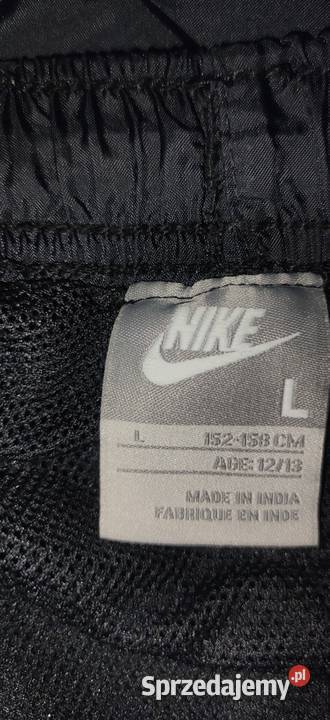 NIKE
L
L 152-158 CM
AGE: 12/13
MADE IN INDIA
FABRIQUE EN INDE
Sprzedajemy.pl